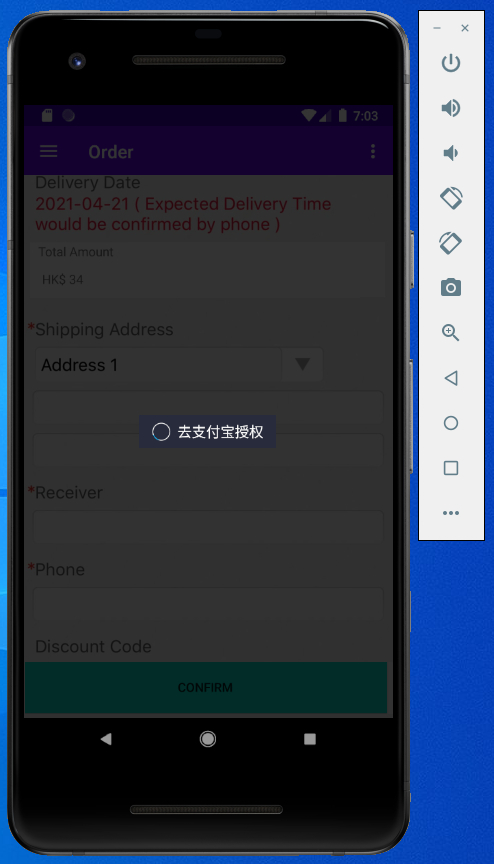 7:03
Order
Delivery Date
2021-04-21 ( Expected Delivery Time
would be confirmed by phone )
Total Amount
HK$ 34
*Shipping Address
Address 1
去支付宝授权
*Receiver
*Phone
Discount Code
CONFIRM